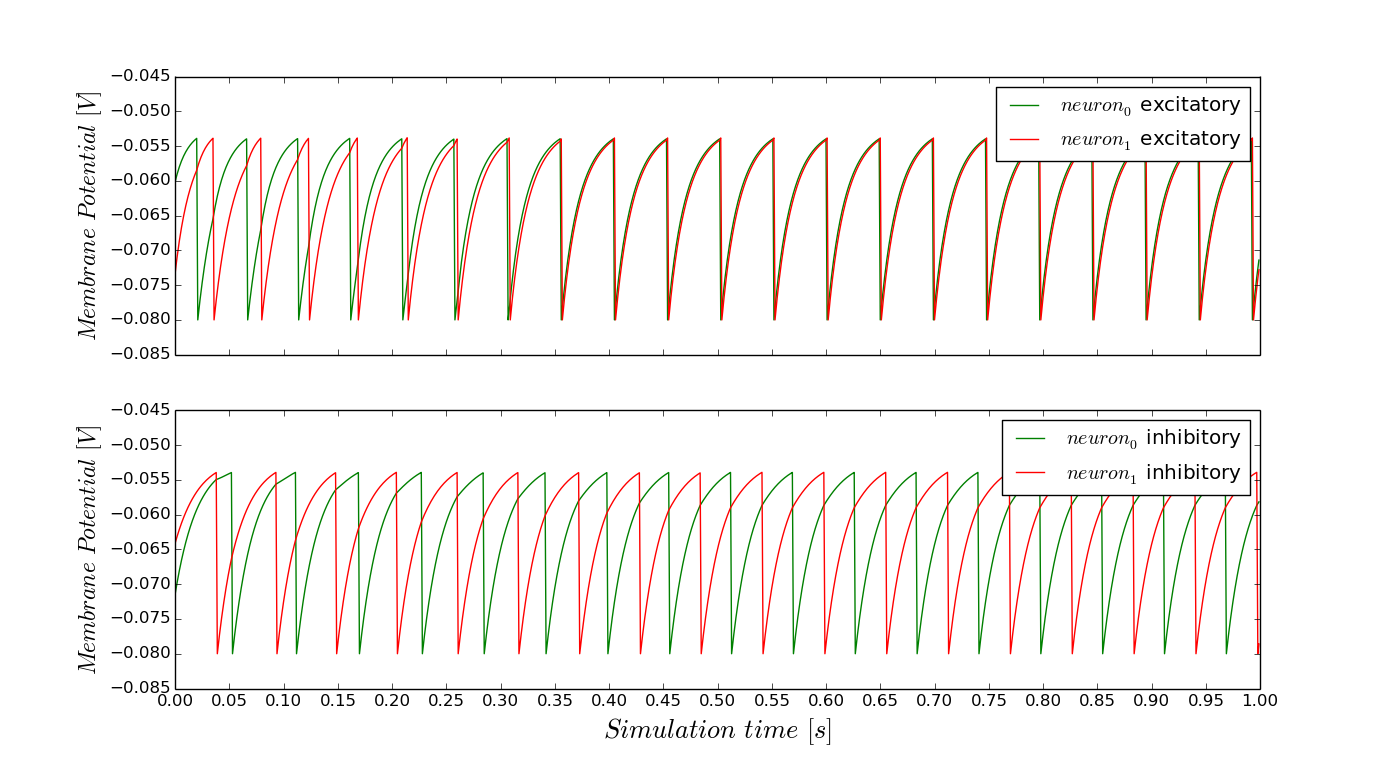 Membrane Potential [V]
−0.045
−0.050
−0.055
−0.060
−0.065
−0.070
−0.075
−0.080
−0.085
neuron₀ excitatory
neuron₁ excitatory
Membrane Potential [V]
−0.045
−0.050
−0.055
−0.060
−0.065
−0.070
−0.075
−0.080
−0.085
neuron₀ inhibitory
neuron₁ inhibitory
0.00 0.05 0.10 0.15 0.20 0.25 0.30 0.35 0.40 0.45 0.50 0.55 0.60 0.65 0.70 0.75 0.80 0.85 0.90 0.95 1.00
Simulation time [s]